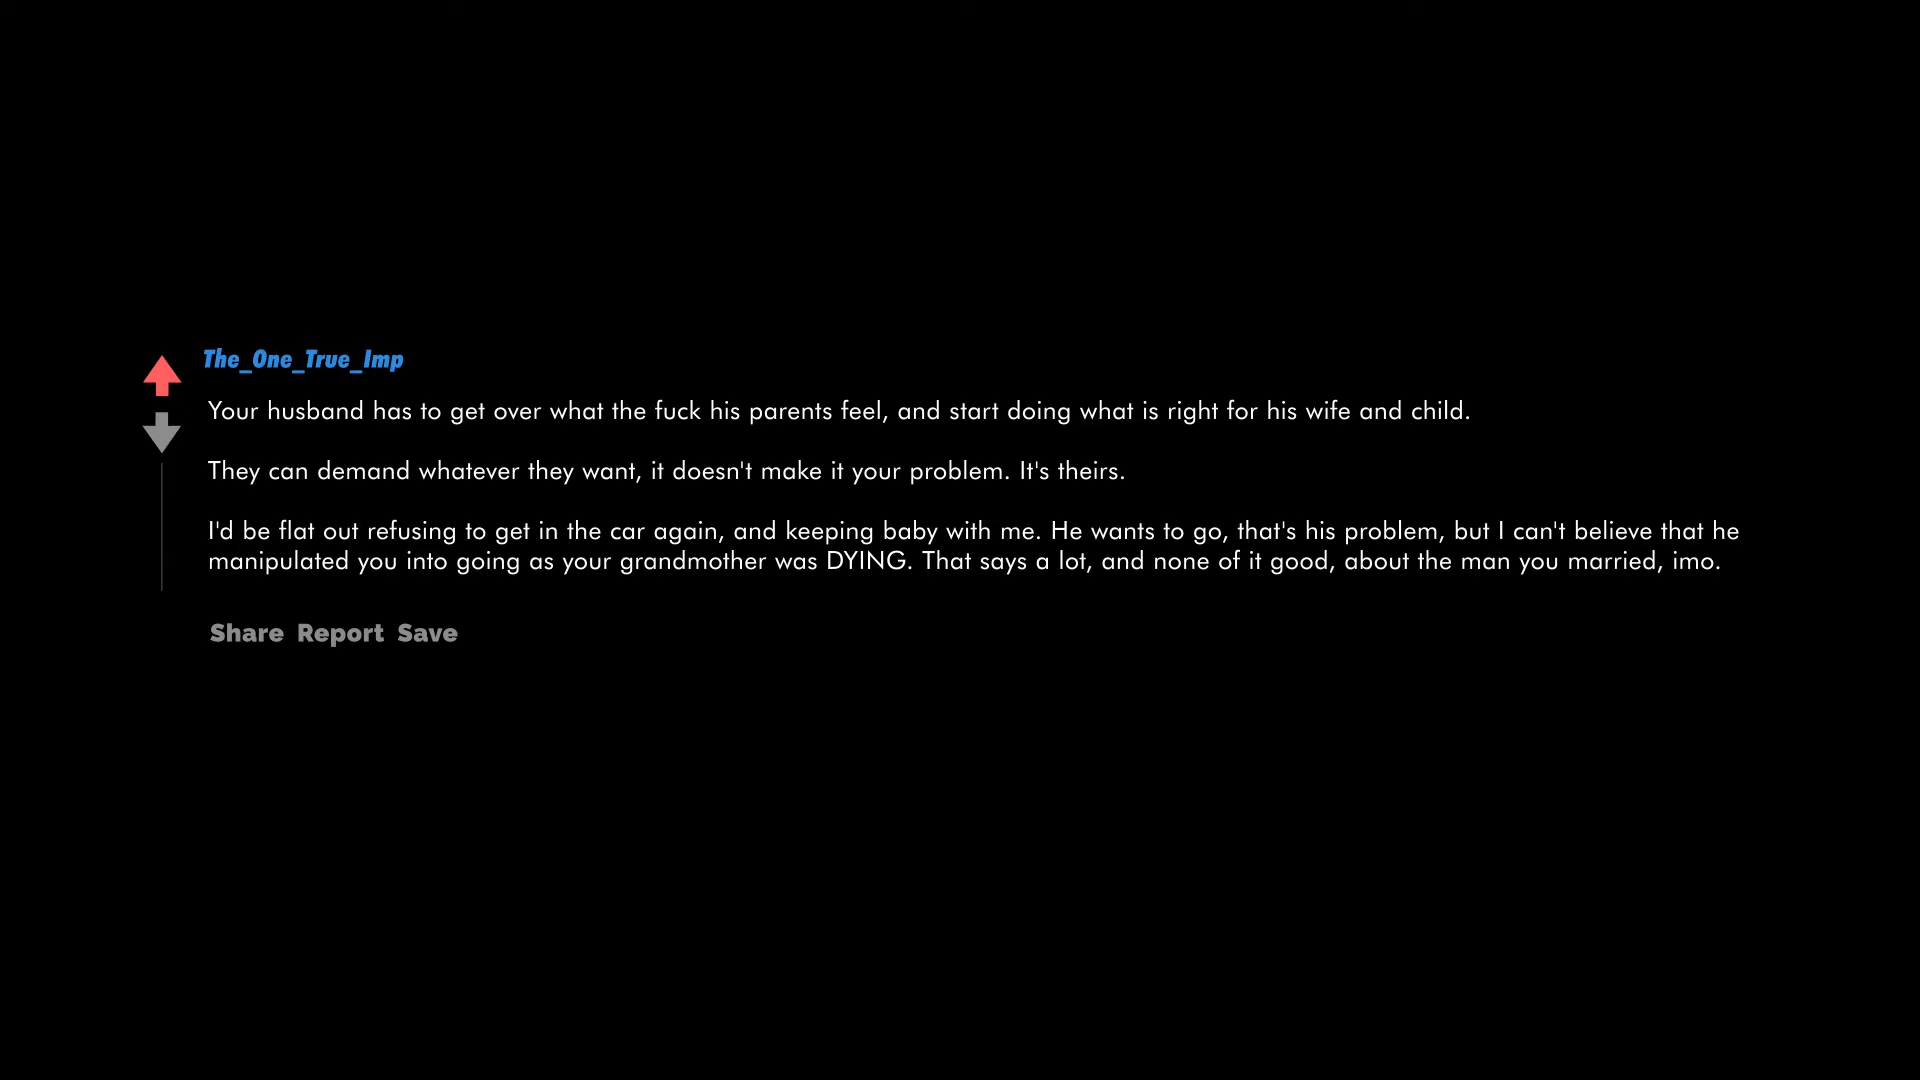 The_One_True_Imp
Your husband has to get over what the fuck his parents feel, and start doing what is right for his wife and child.
They can demand whatever they want, it doesn't make it your problem. It's theirs.
I'd be flat out refusing to get in the car again, and keeping baby with me. He wants to go, that's his problem, but I can't believe that he
manipulated you into going as your grandmother was DYING. That says a lot, and none of it good, about the man you married, imo.
Share Report Save